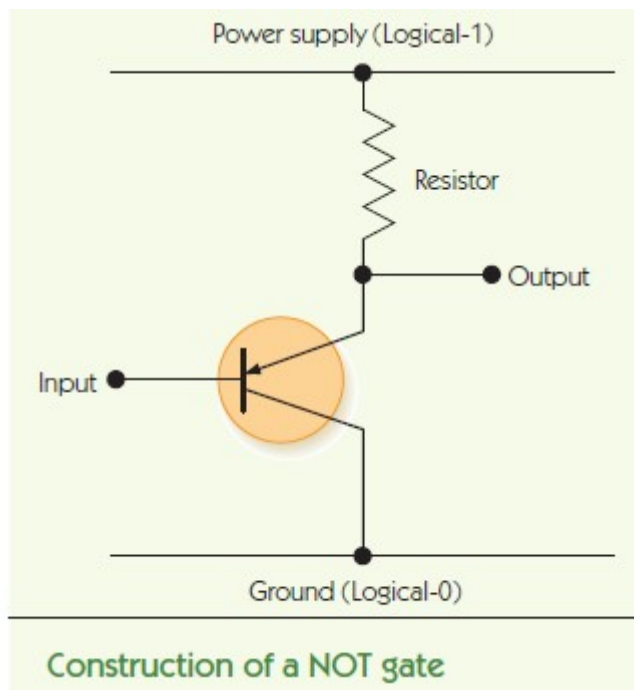 Power supply (Logical-1)
Resistor
Output
Input
Ground (Logical-0)
Construction of a NOT gate